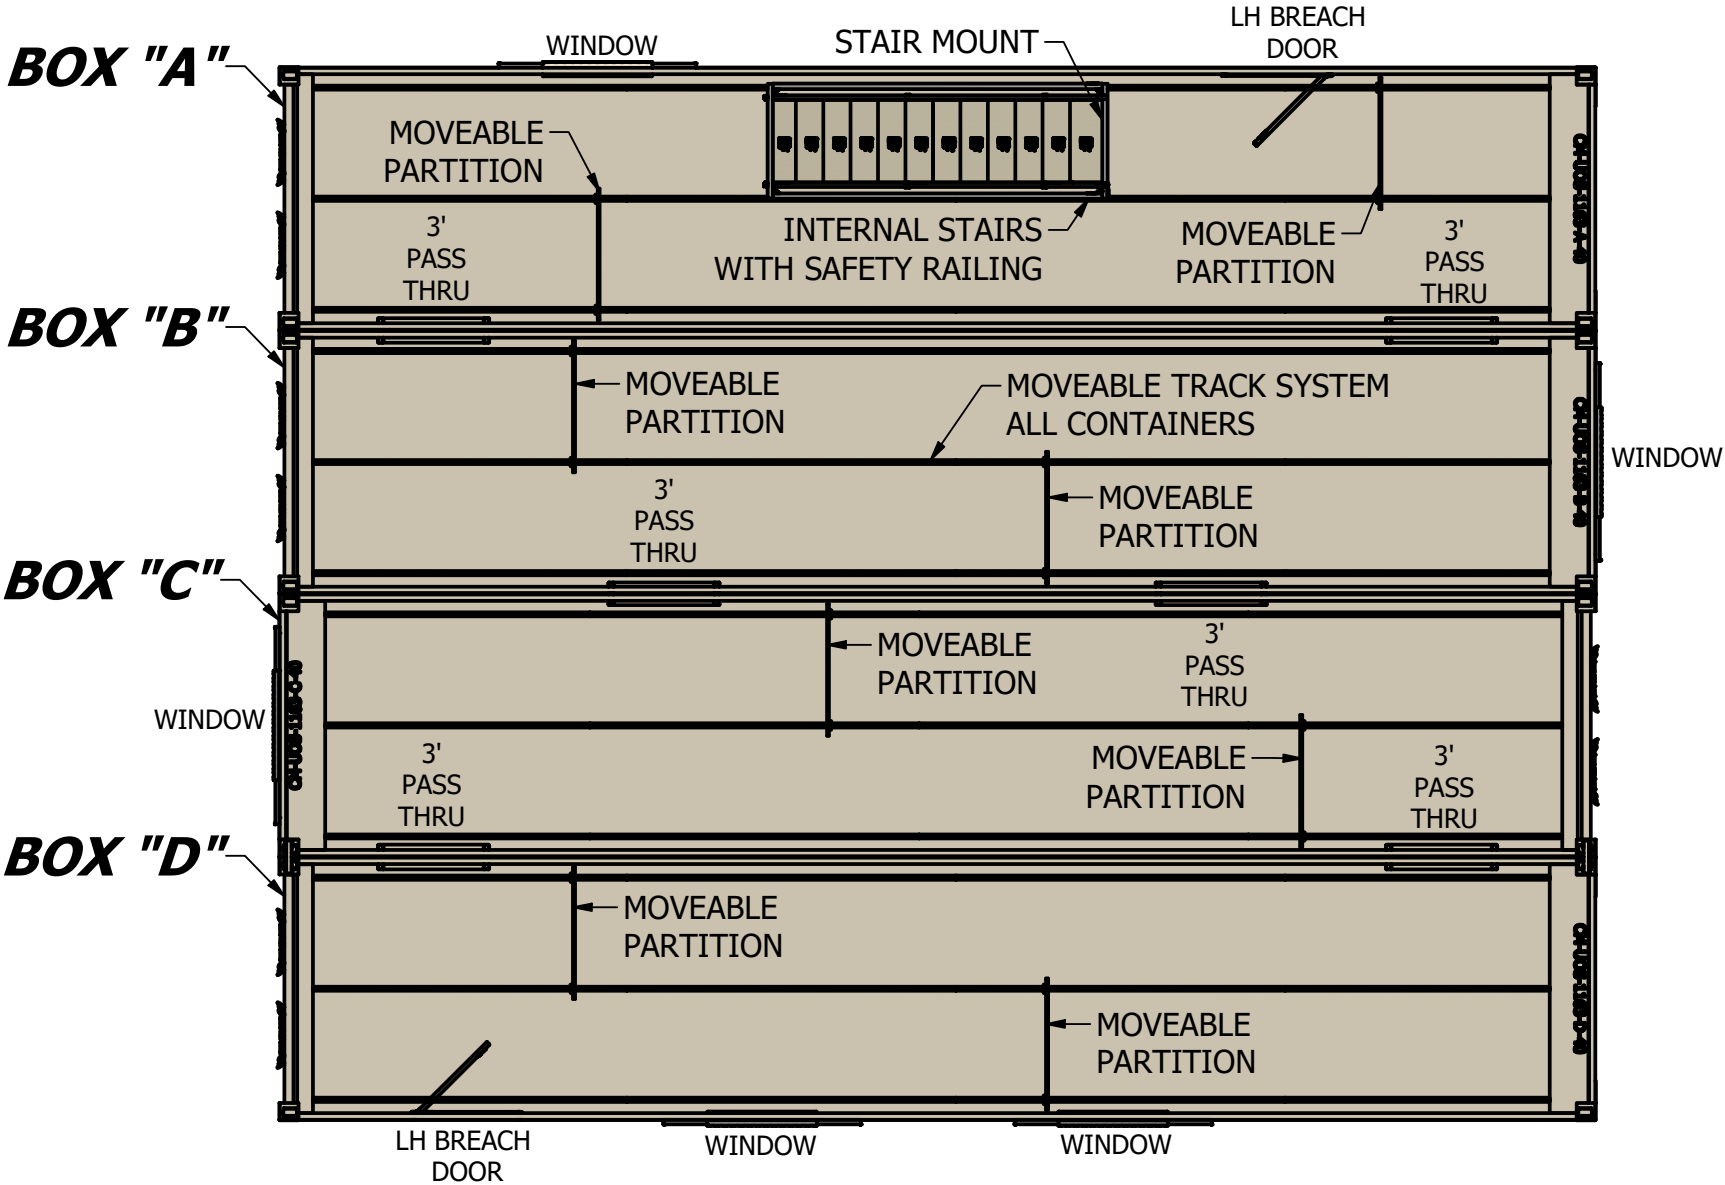 LH BREACH
DOOR
BOX "A"
WINDOW
STAIR MOUNT
MOVEABLE
PARTITION
3'
PASS
THRU
INTERNAL STAIRS
WITH SAFETY RAILING
MOVEABLE
PARTITION
3'
PASS
THRU
BOX "B"
MOVEABLE
PARTITION
MOVEABLE TRACK SYSTEM
ALL CONTAINERS
WINDOW
3'
PASS
THRU
MOVEABLE
PARTITION
BOX "C"
MOVEABLE
PARTITION
3'
PASS
THRU
WINDOW
3'
PASS
THRU
MOVEABLE
PARTITION
3'
PASS
THRU
BOX "D"
MOVEABLE
PARTITION
MOVEABLE
PARTITION
LH BREACH
DOOR
WINDOW
WINDOW